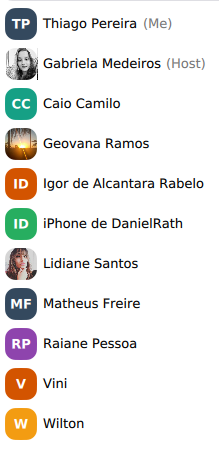 TP Thiago Pereira (Me)
Gabriela Medeiros (Host)
CC Caio Camilo
Geovana Ramos
ID Igor de Alcantara Rabelo
ID iPhone de DanielRath
Lidiane Santos
MF Matheus Freire
RP Raiane Pessoa
V Vini
W Wilton